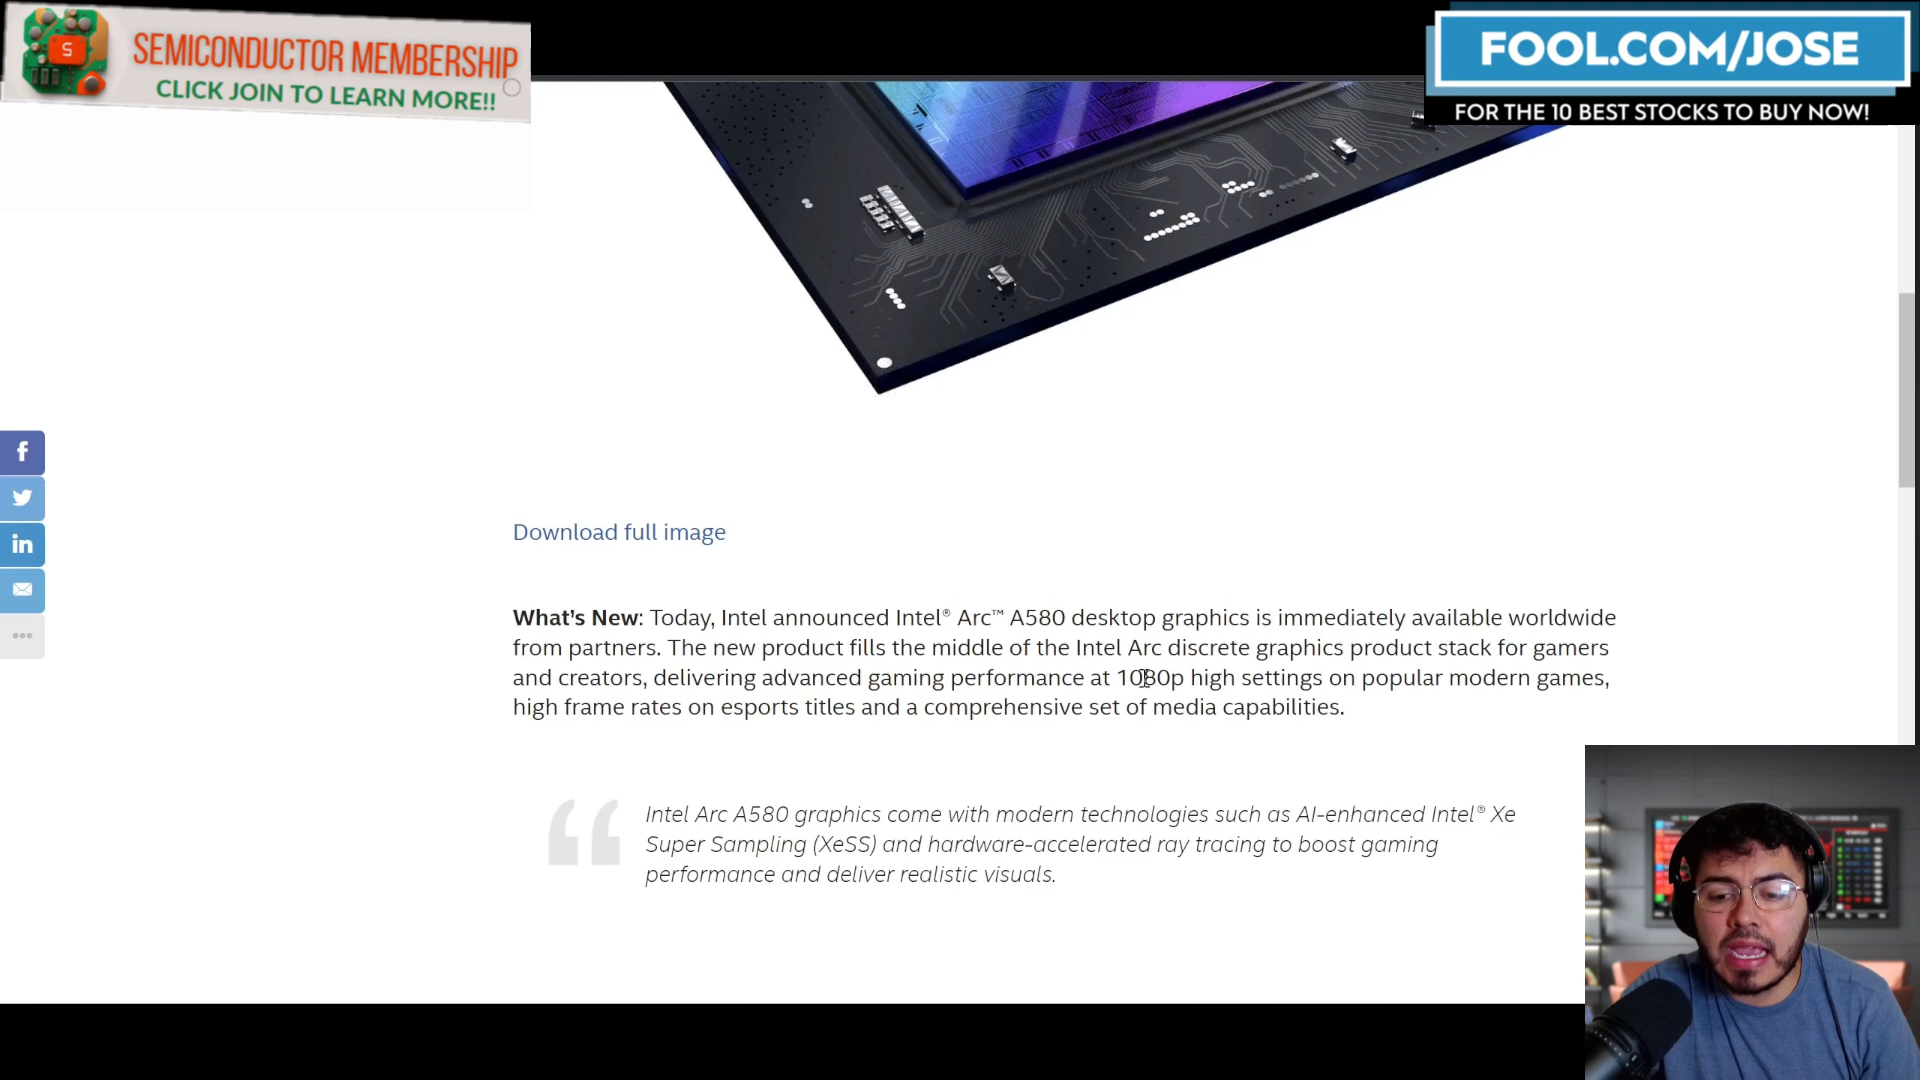 SEMICONDUCTOR MEMBERSHIP
CLICK JOIN TO LEARN MORE!!
FOOL.COM/JOSE
FOR THE 10 BEST STOCKS TO BUY NOW!
Download full image
What's New: Today, Intel announced Intel® Arc™ A580 desktop graphics is immediately available worldwide
from partners. The new product fills the middle of the Intel Arc discrete graphics product stack for gamers
and creators, delivering advanced gaming performance at 1080p high settings on popular modern games,
high frame rates on esports titles and a comprehensive set of media capabilities.
Intel Arc A580 graphics come with modern technologies such as AI-enhanced Intel® Xe
Super Sampling (XeSS) and hardware-accelerated ray tracing to boost gaming
performance and deliver realistic visuals.